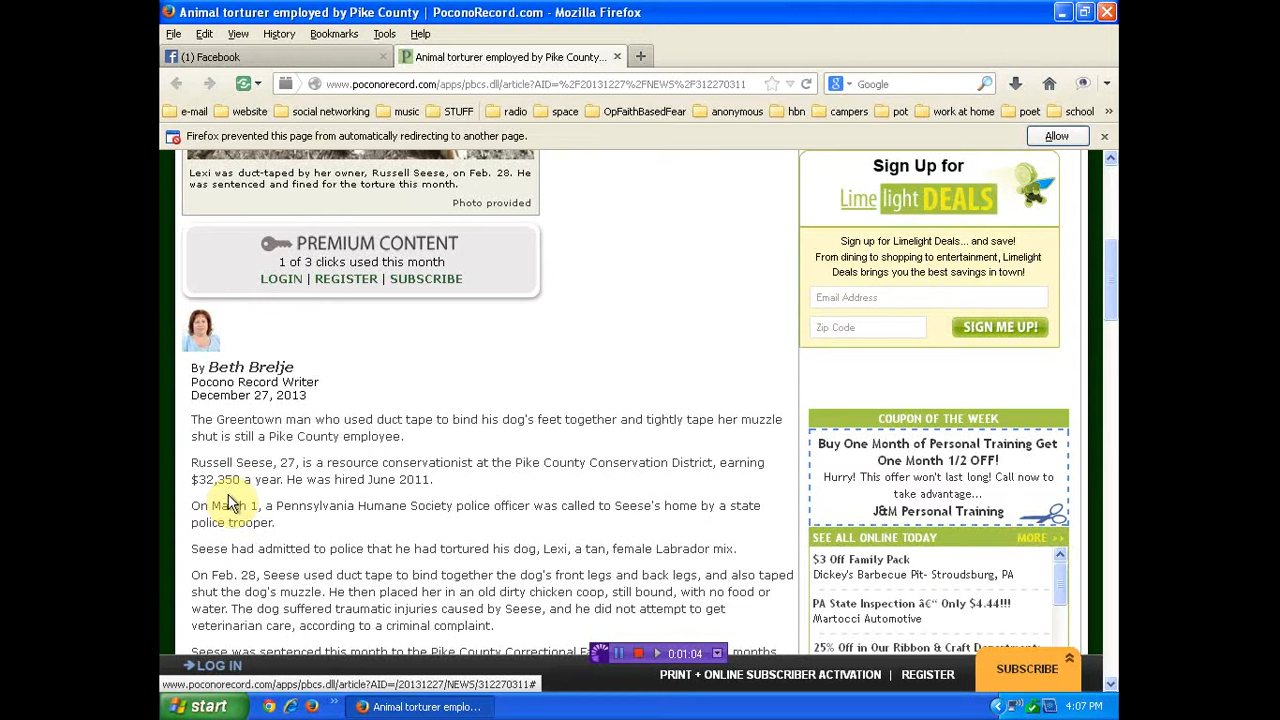 Animal torturer employed by Pike County | PoconoRecord.com - Mozilla Firefox
File Edit View History Bookmarks Tools Help
(1) Facebook
Animal torturer employed by Pike County...
www.poconorecord.com/apps/pbcs.dll/article?AID=%2F20131227%2FNEWS%2F312270311
Google
e-mail website social networking music STUFF radio space OpFaithBasedFear anonymous hbn campers pot work at home poet school
Firefox prevented this page from automatically redirecting to another page.
Allow
Lexi was duct-taped by her owner, Russell Seese, on Feb. 28. He
was sentenced and fined for the torture this month.
Photo provided
PREMIUM CONTENT
1 of 3 clicks used this month
LOGIN | REGISTER | SUBSCRIBE
By Beth Brelje
Pocono Record Writer
December 27, 2013
The Greentown man who used duct tape to bind his dog's feet together and tightly tape her muzzle
shut is still a Pike County employee.
Russell Seese, 27, is a resource conservationist at the Pike County Conservation District, earning
$32,350 a year. He was hired June 2011.
On March 1, a Pennsylvania Humane Society police officer was called to Seese's home by a state
police trooper.
Seese had admitted to police that he had tortured his dog, Lexi, a tan, female Labrador mix.
On Feb. 28, Seese used duct tape to bind together the dog's front legs and back legs, and also taped
shut the dog's muzzle. He then placed her in an old dirty chicken coop, still bound, with no food or
water. The dog suffered traumatic injuries caused by Seese, and he did not attempt to get
veterinarian care, according to a criminal complaint.
Seese was sentenced this month to the Pike County Correctional months
Sign Up for
Limelight DEALS
Sign up for Limelight Deals... and save!
From dining to shopping to entertainment, Limelight
Deals brings you the best savings in town!
Email Address
Zip Code
SIGN ME UP!
COUPON OF THE WEEK
Buy One Month of Personal Training Get
One Month 1/2 OFF!
Hurry! This offer won't last long! Call now to
take advantage...
J&M Personal Training
SEE ALL ONLINE TODAY MORE >>
$3 Off Family Pack
Dickey's Barbecue Pit- Stroudsburg, PA
PA State Inspection â€“ Only $4.44!!!
Martocci Automotive
25% Off in Our Ribbon & Craft Department
0:01:04
LOG IN
PRINT + ONLINE SUBSCRIBER ACTIVATION | REGISTER
SUBSCRIBE
www.poconorecord.com/apps/pbcs.dll/article?AID=/20131227/NEWS/312270311#
start
Animal torturer emplo...
4:07 PM